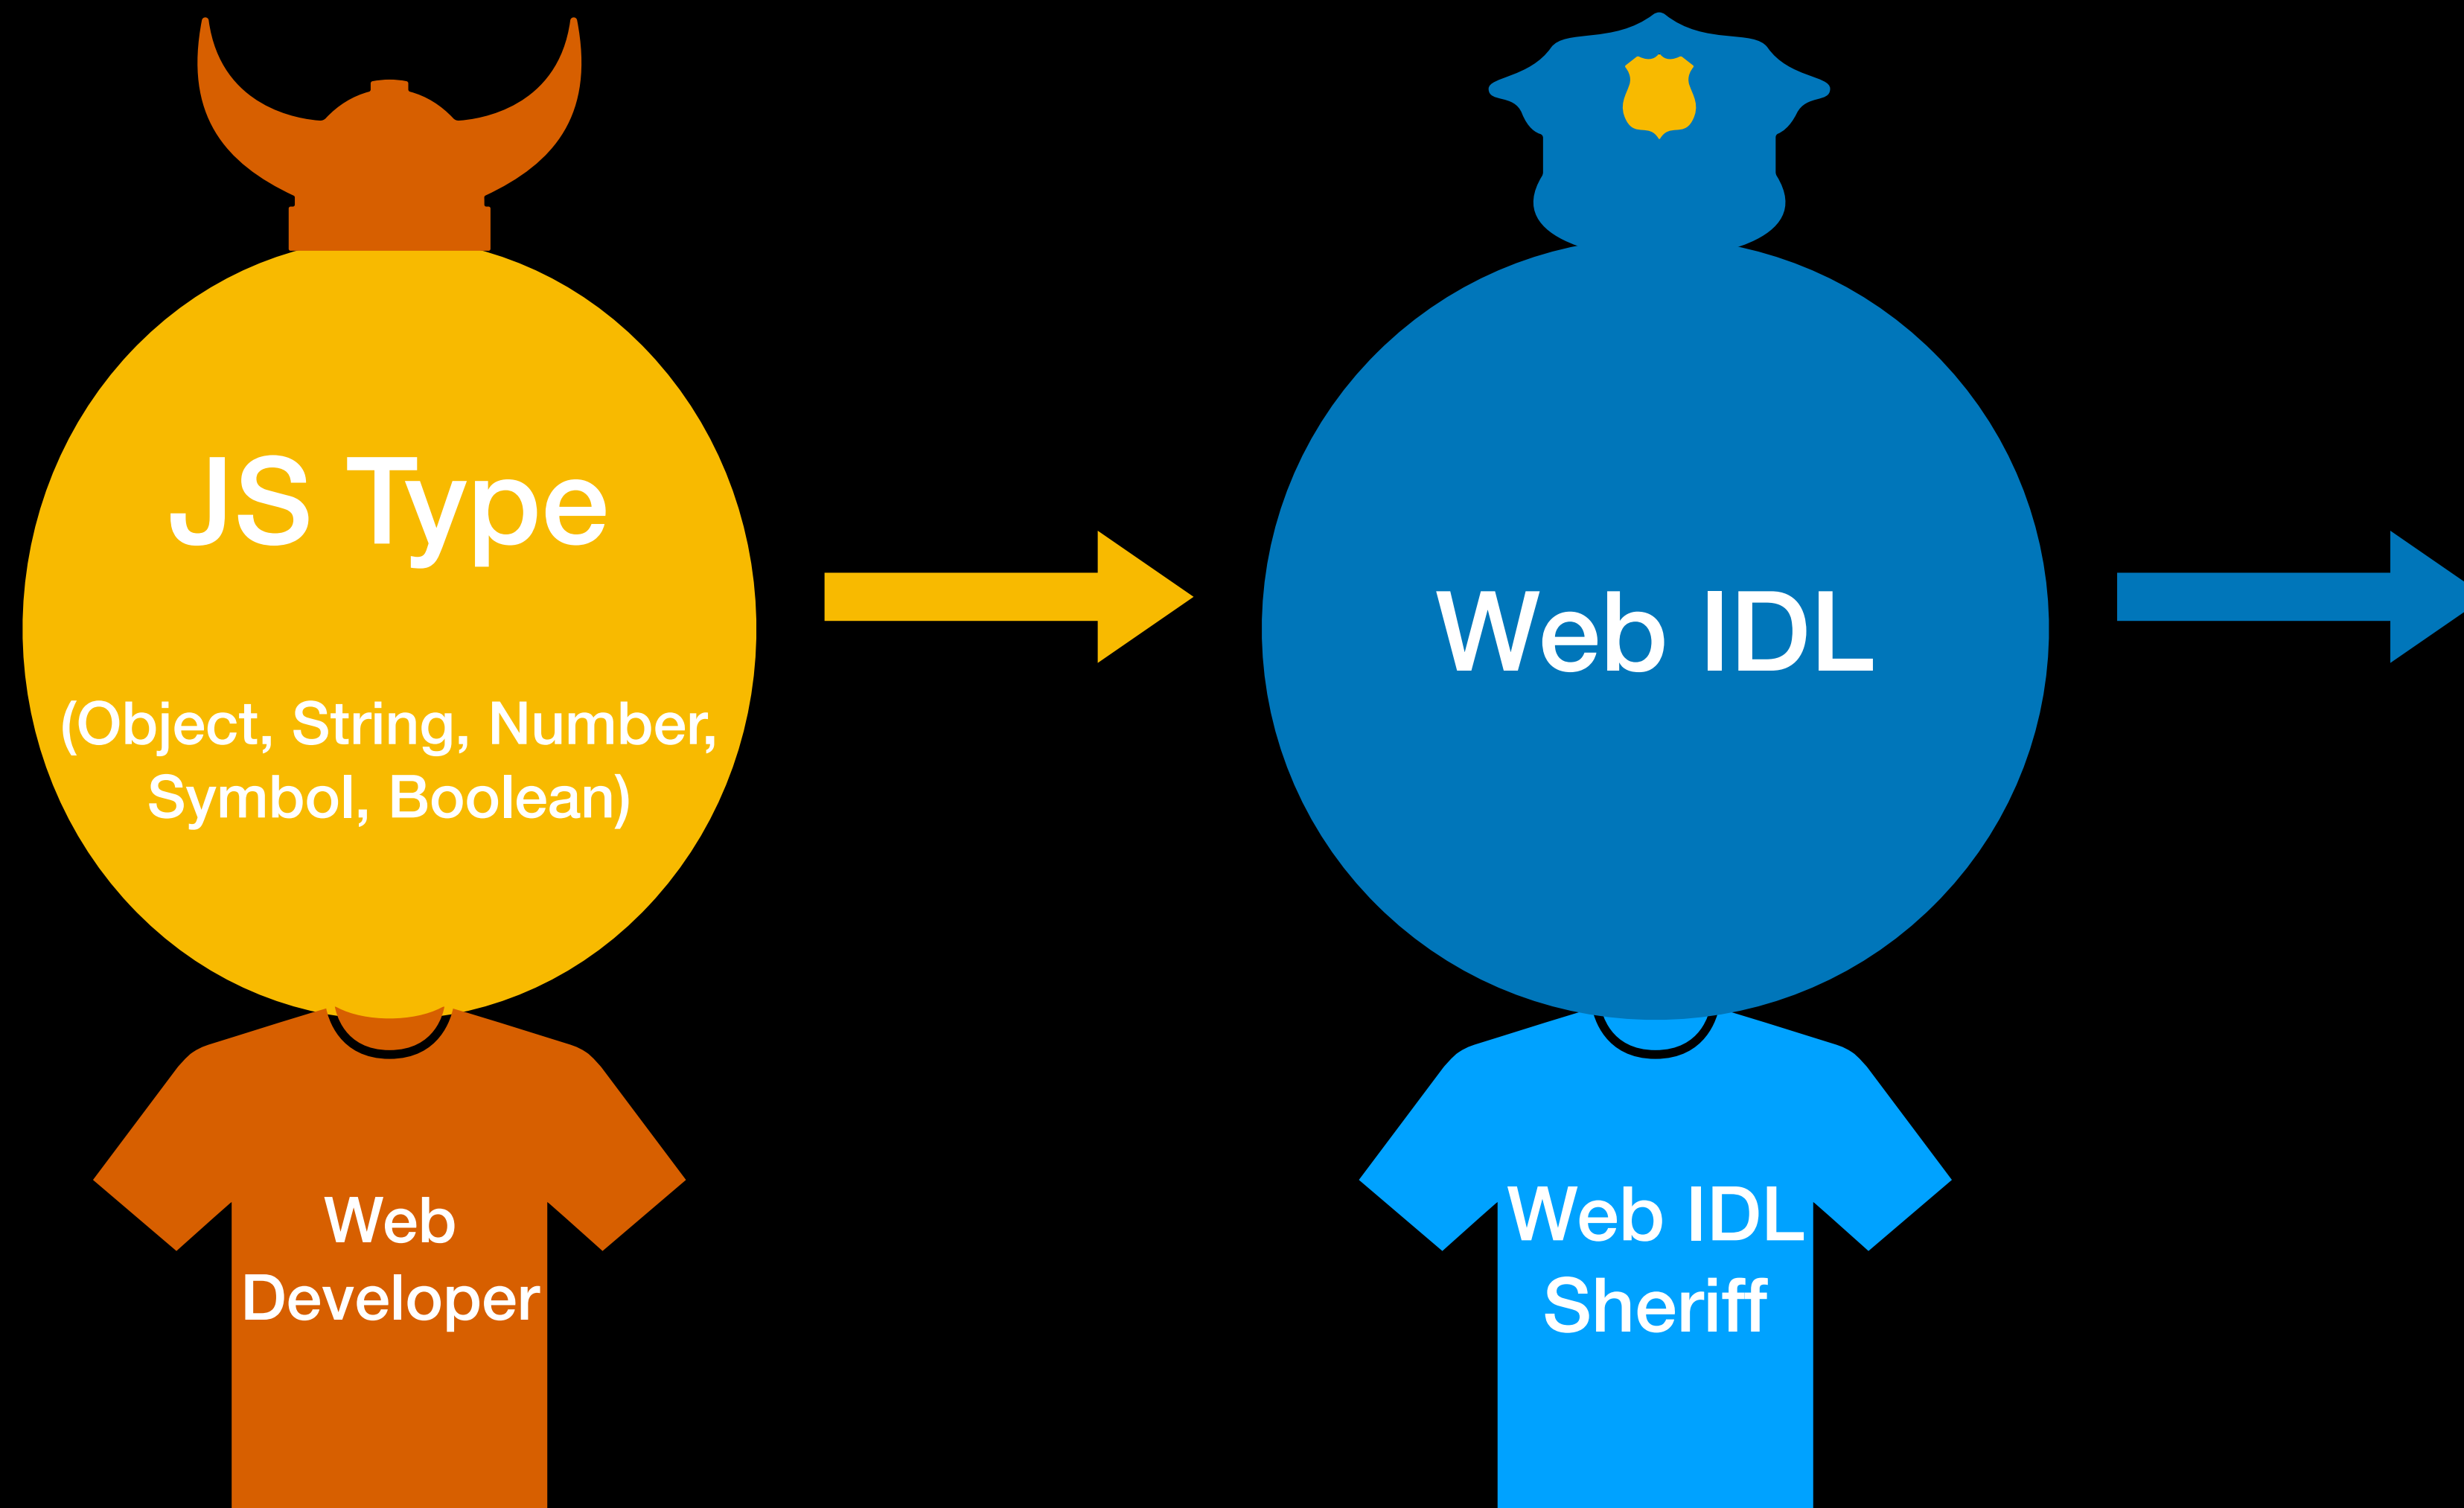 JS Type
(Object, String, Number,
Symbol, Boolean)
Web
Developer
Web IDL
Web IDL
Sheriff